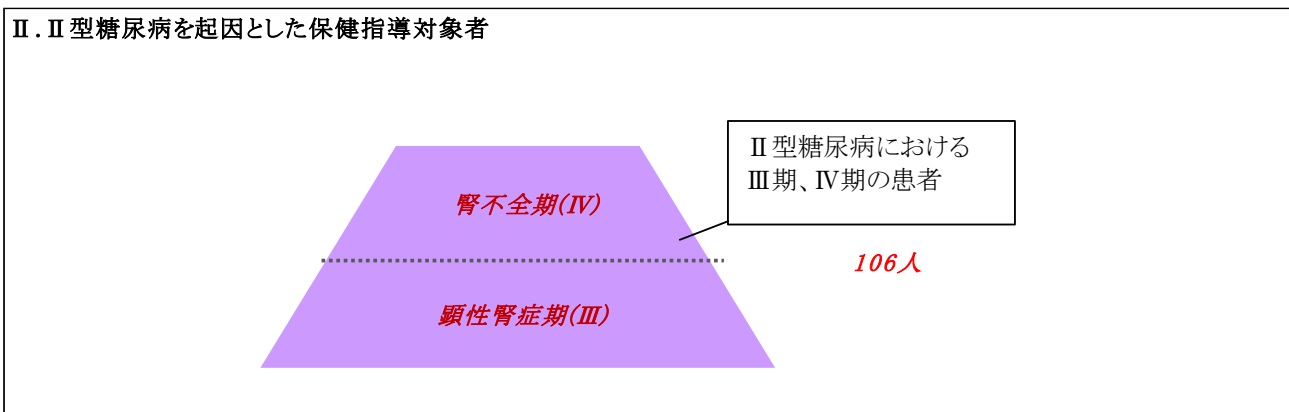 Ⅱ.Ⅱ型糖尿病を起因とした保健指導対象者
Ⅱ型糖尿病における
Ⅲ期、Ⅳ期の患者
腎不全期(Ⅳ)
106人
顕性腎症期(Ⅲ)